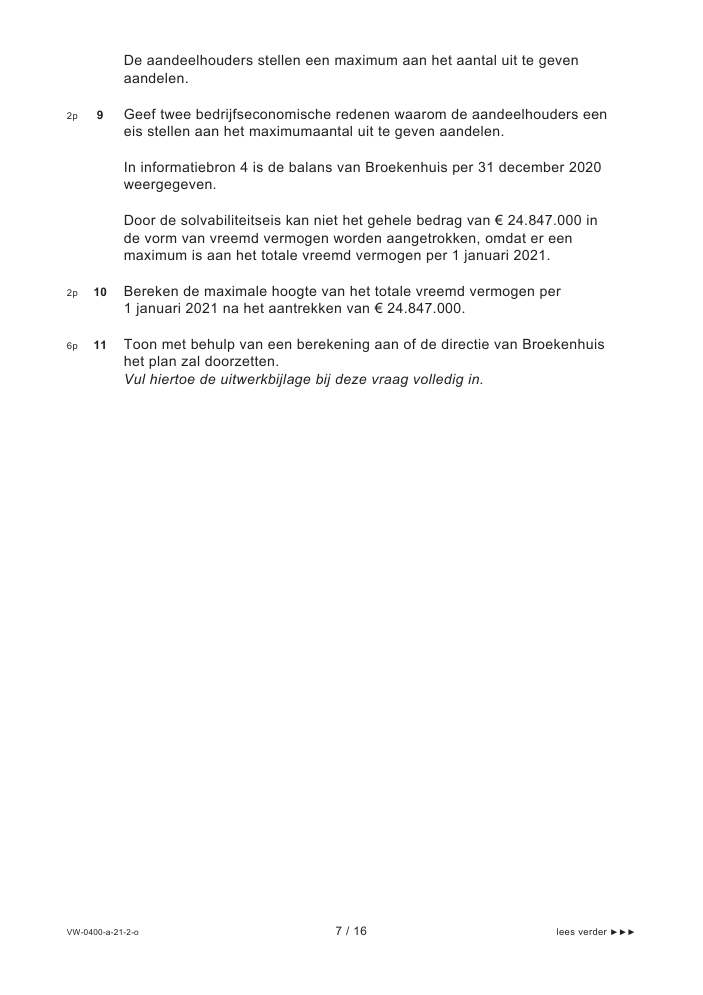 De aandeelhouders stellen een maximum aan het aantal uit te geven
aandelen.
2p 9 Geef twee bedrijfseconomische redenen waarom de aandeelhouders een
eis stellen aan het maximumaantal uit te geven aandelen.
In informatiebron 4 is de balans van Broekenhuis per 31 december 2020
weergegeven.
Door de solvabiliteitseis kan niet het gehele bedrag van € 24.847.000 in
de vorm van vreemd vermogen worden aangetrokken, omdat er een
maximum is aan het totale vreemd vermogen per 1 januari 2021.
2p 10 Bereken de maximale hoogte van het totale vreemd vermogen per
1 januari 2021 na het aantrekken van € 24.847.000.
6p 11 Toon met behulp van een berekening aan of de directie van Broekenhuis
het plan zal doorzetten.
Vul hiertoe de uitwerkbijlage bij deze vraag volledig in.
VW-0400-a-21-2-o 7 / 16 lees verder ►►►